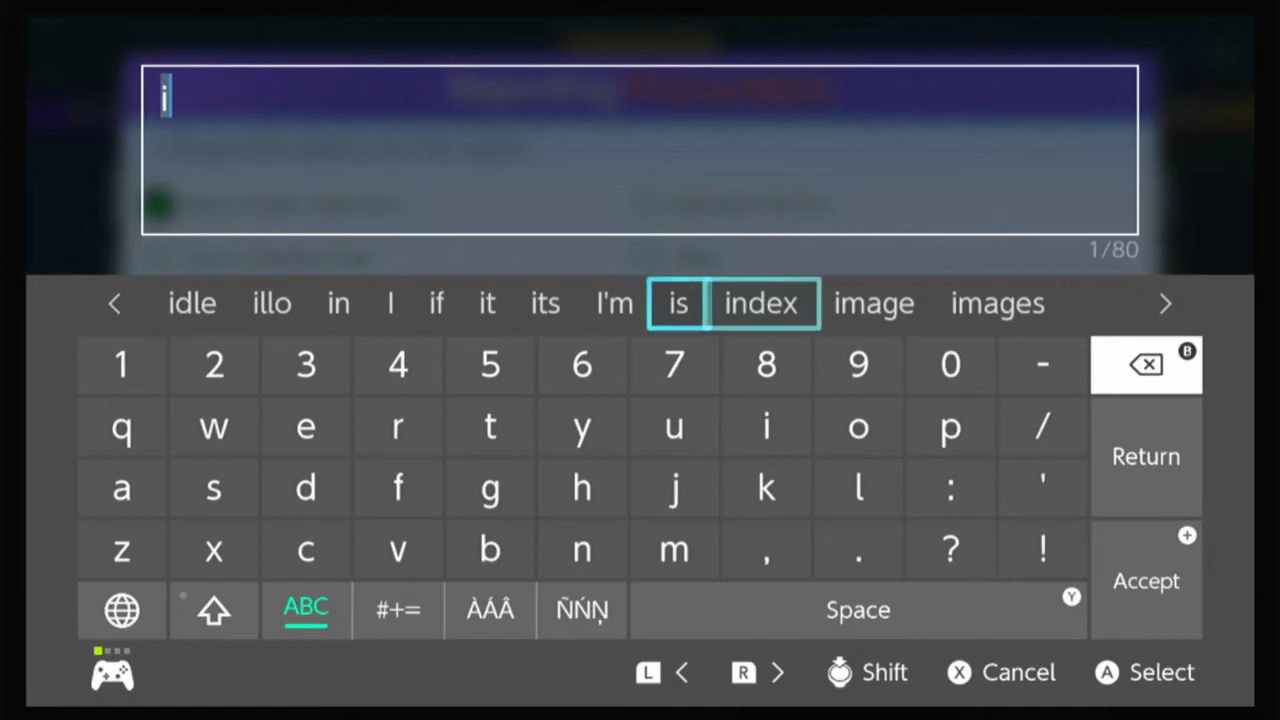 i
1/80
< idle illo in I if it its I'm is index image images >
1 2 3 4 5 6 7 8 9 0 - B
q w e r t y u i o p /
Return
a s d f g h j k l : '
z x c v b n m , . ? ! +
Accept
ABC #+= ÀÁÂ ÑŃŅ Space Y
L < R > Shift X Cancel A Select